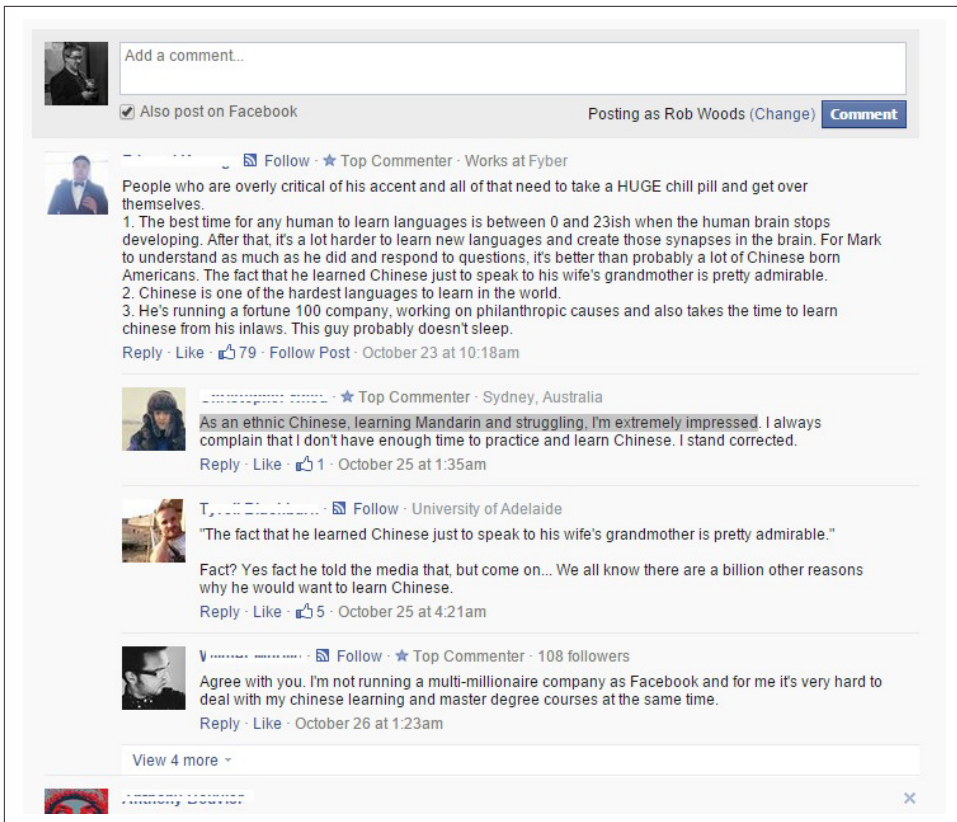 Add a comment...
Also post on Facebook
Posting as Rob Woods (Change) Comment
Follow · Top Commenter · Works at Fyber
People who are overly critical of his accent and all of that need to take a HUGE chill pill and get over
themselves.
1. The best time for any human to learn languages is between 0 and 23ish when the human brain stops
developing. After that, it's a lot harder to learn new languages and create those synapses in the brain. For Mark
to understand as much as he did and respond to questions, it's better than probably a lot of Chinese born
Americans. The fact that he learned Chinese just to speak to his wife's grandmother is pretty admirable.
2. Chinese is one of the hardest languages to learn in the world.
3. He's running a fortune 100 company, working on philanthropic causes and also takes the time to learn
chinese from his inlaws. This guy probably doesn't sleep.
Reply · Like · 79 · Follow Post · October 23 at 10:18am
· Top Commenter · Sydney, Australia
As an ethnic Chinese, learning Mandarin and struggling, I'm extremely impressed. I always
complain that I don't have enough time to practice and learn Chinese. I stand corrected.
Reply · Like · 1 · October 25 at 1:35am
· Follow · University of Adelaide
"The fact that he learned Chinese just to speak to his wife's grandmother is pretty admirable."
Fact? Yes fact he told the media that, but come on... We all know there are a billion other reasons
why he would want to learn Chinese.
Reply · Like · 5 · October 25 at 4:21am
· Follow · Top Commenter · 108 followers
Agree with you. I'm not running a multi-millionaire company as Facebook and for me it's very hard to
deal with my chinese learning and master degree courses at the same time.
Reply · Like · October 26 at 1:23am
View 4 more